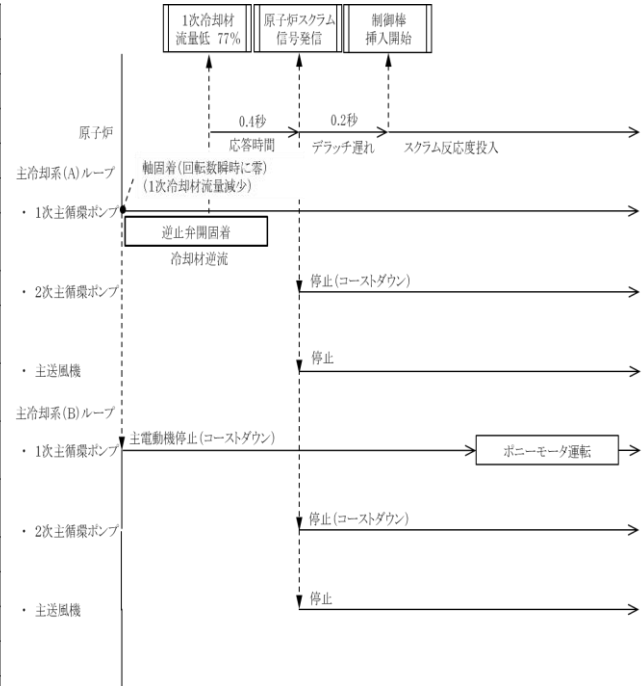 1次冷却材
流量低 77%
原子炉スクラム
信号発信
制御棒
挿入開始
0.4秒
0.2秒
原子炉
応答時間
デラッチ遅れ
スクラム反応度投入
主冷却系(A)ループ
軸固着(回転数瞬時に零)
(1次冷却材流量減少)
・ 1次主循環ポンプ
逆止弁開固着
冷却材逆流
・ 2次主循環ポンプ
停止(コーストダウン)
・ 主送風機
停止
主冷却系(B)ループ
主電動機停止(コーストダウン)
・ 1次主循環ポンプ
ポニーモータ運転
・ 2次主循環ポンプ
停止(コーストダウン)
・ 主送風機
停止